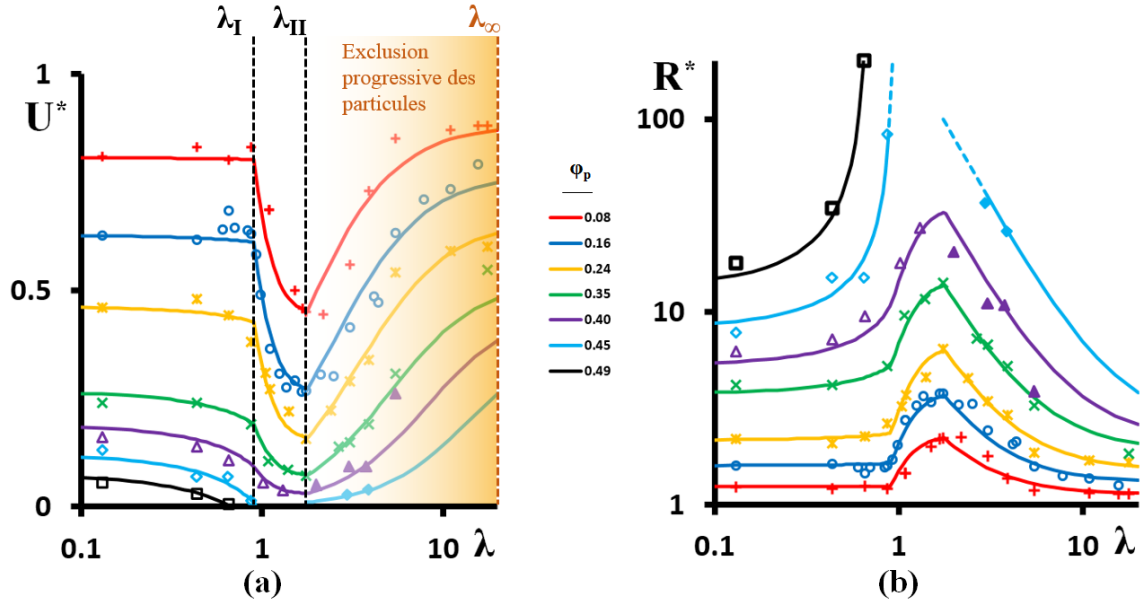 λI
λII
λ∞
Exclusion
progressive des
particules
1
U*
0.5
0
0.1
1
10
λ
(a)
φp
0.08
0.16
0.24
0.35
0.40
0.45
0.49
R*
100
10
1
0.1
1
10
λ
(b)